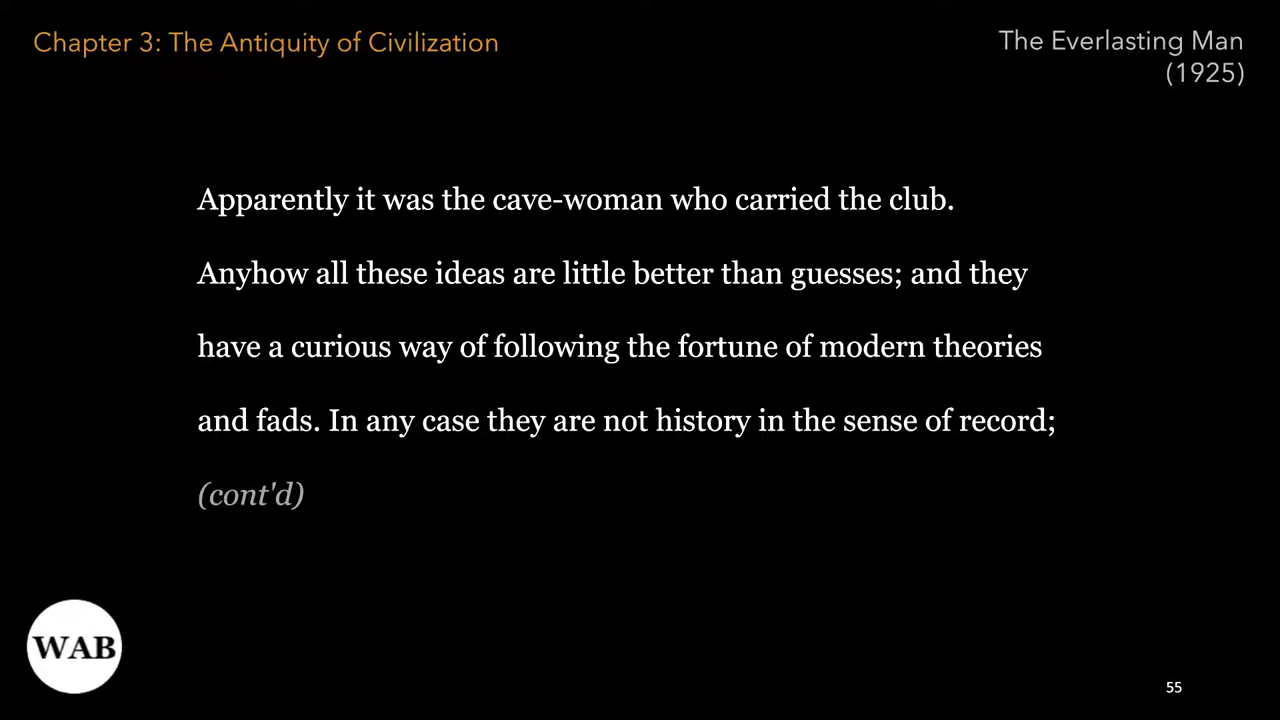 Chapter 3: The Antiquity of Civilization
The Everlasting Man
(1925)
Apparently it was the cave-woman who carried the club.
Anyhow all these ideas are little better than guesses; and they
have a curious way of following the fortune of modern theories
and fads. In any case they are not history in the sense of record;
(cont'd)
WAB
55